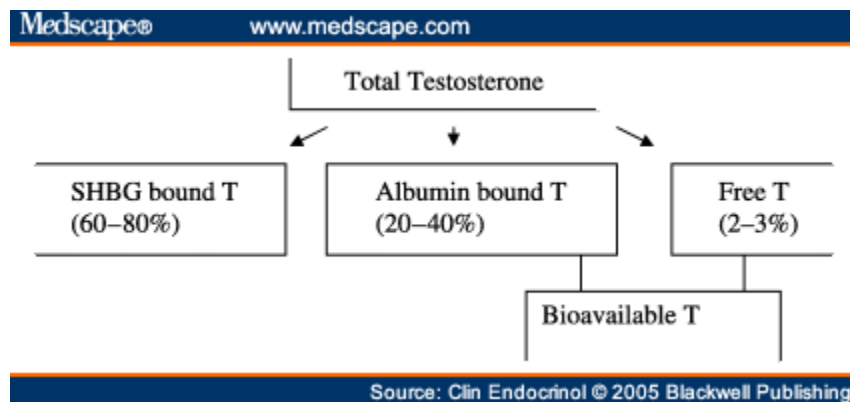 Medscape® www.medscape.com
Total Testosterone
SHBG bound T
(60–80%)
Albumin bound T
(20–40%)
Free T
(2–3%)
Bioavailable T
Source: Clin Endocrinol © 2005 Blackwell Publishing